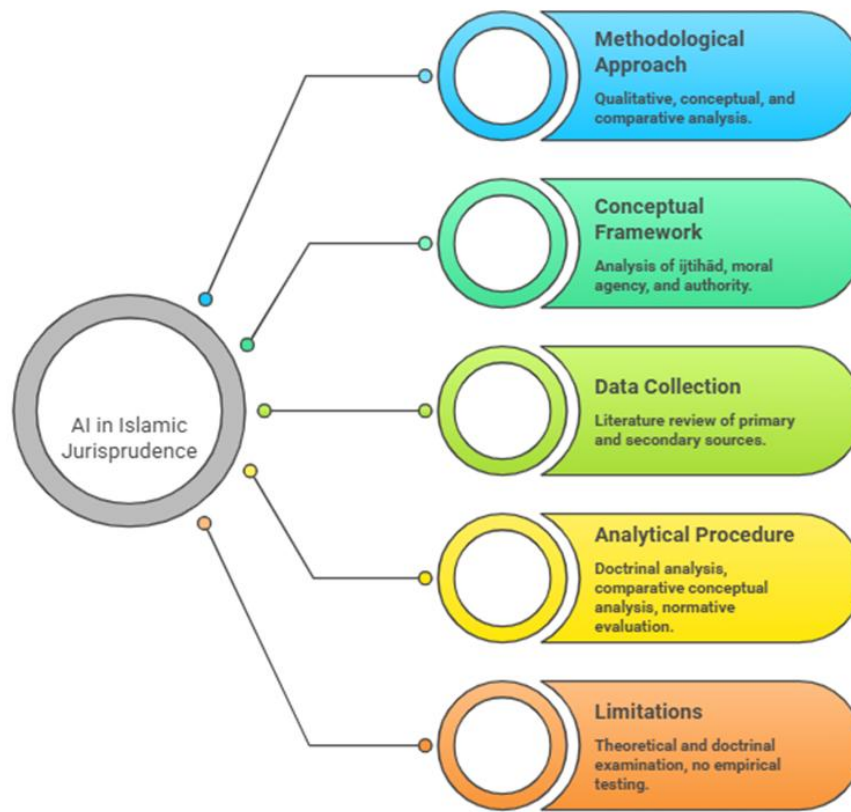 Methodological
Approach
Qualitative, conceptual, and
comparative analysis.
Conceptual
Framework
Analysis of ijtihād, moral
agency, and authority.
AI in Islamic
Jurisprudence
Data Collection
Literature review of primary
and secondary sources.
Analytical Procedure
Doctrinal analysis,
comparative conceptual
analysis, normative
evaluation.
Limitations
Theoretical and doctrinal
examination, no empirical
testing.